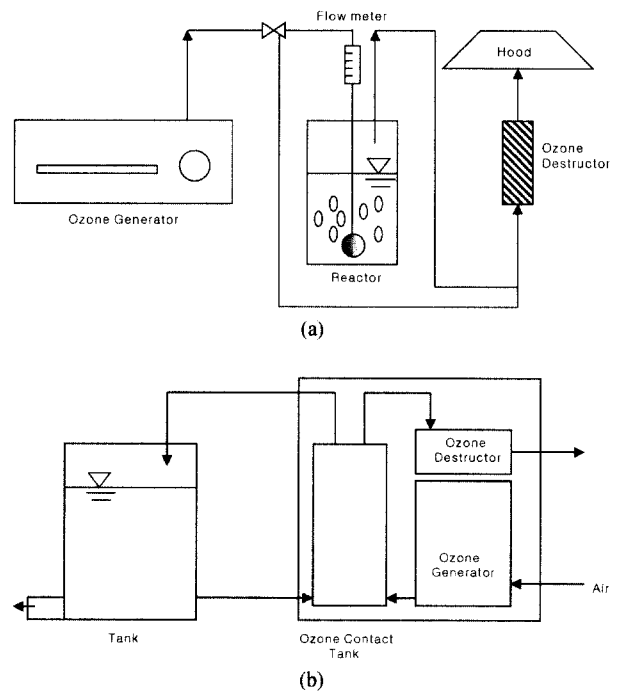 Flow meter
Hood
Ozone
Destructor
Ozone Generator
Reactor
(a)
Ozone
Destructor
Ozone
Generator
Air
Tank
Ozone Contact
Tank
(b)